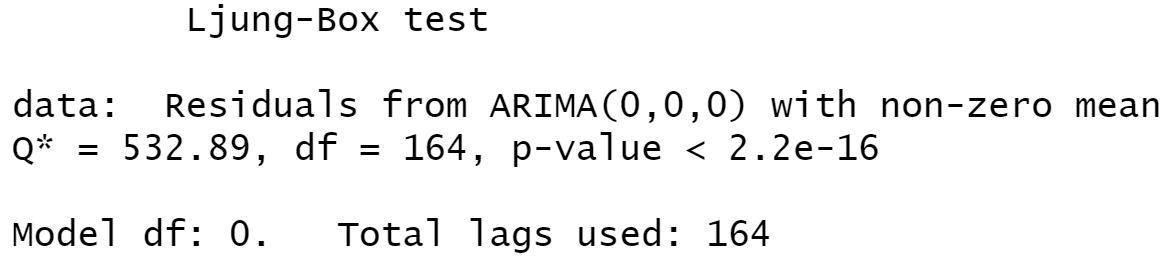 Ljung-Box test
data:  Residuals from ARIMA(0,0,0) with non-zero mean
Q* = 532.89, df = 164, p-value < 2.2e-16
Model df: 0.   Total lags used: 164